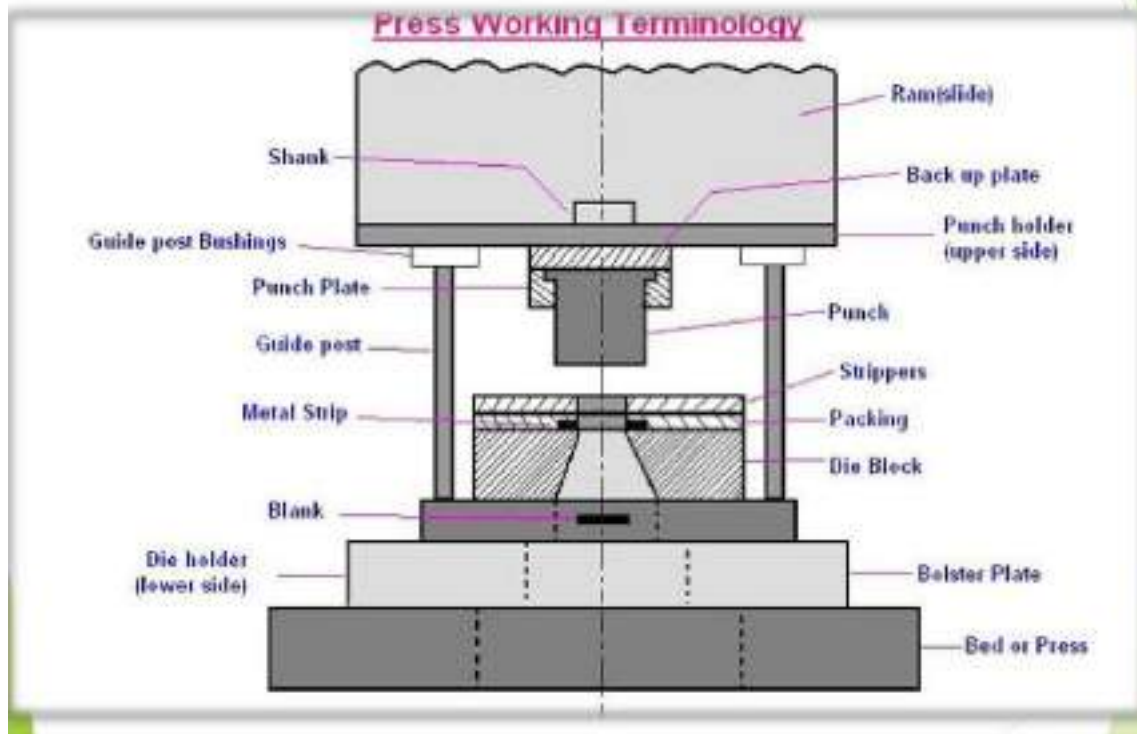 Press Working Terminology
Ram(slide)
Shank
Back up plate
Guide post Bushings
Punch holder
(upper side)
Punch Plate
Punch
Guide post
Strippers
Metal Strip
Packing
Die Block
Blank
Die holder
(lower side)
Bolster Plate
Bed or Press